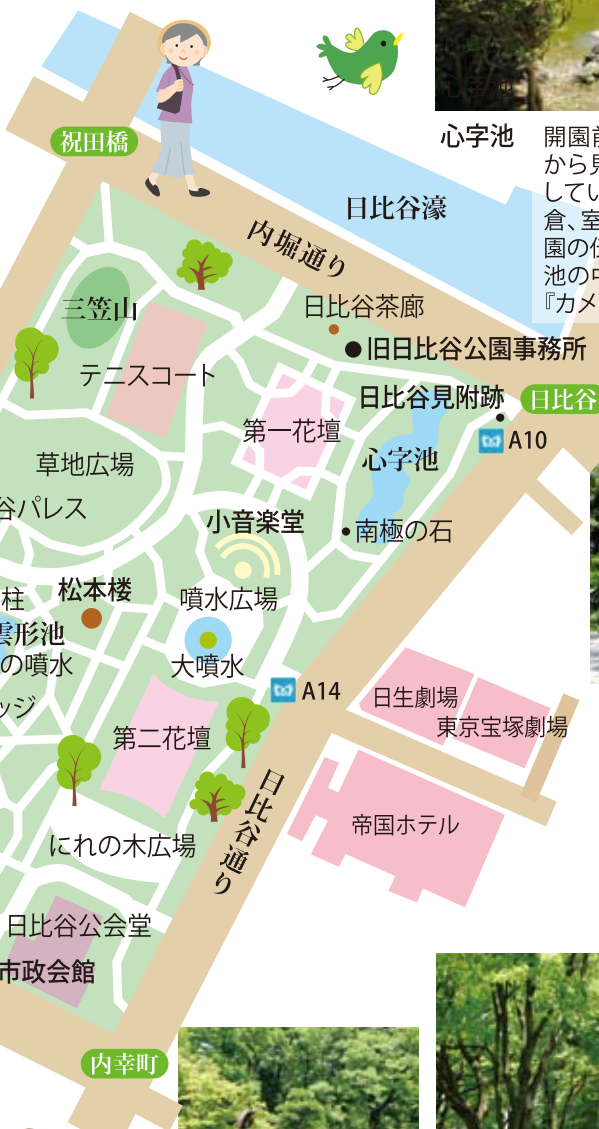 祝田橋
心字池
開園前
から見
してい
倉、室
園の
池の中
『カメ
日比谷濠
内堀通り
三笠山
日比谷茶廊
旧日比谷公園事務所
テニスコート
日比谷見附跡
日比谷
第一花壇
A10
草地広場
心字池
谷パレス
小音楽堂
南極の石
柱
松本楼
噴水広場
雲形池
の噴水
大噴水
A14
日生劇場
ッジ
東京宝塚劇場
第二花壇
日比谷通り
帝国ホテル
にれの木広場
日比谷公会堂
市政会館
内幸町